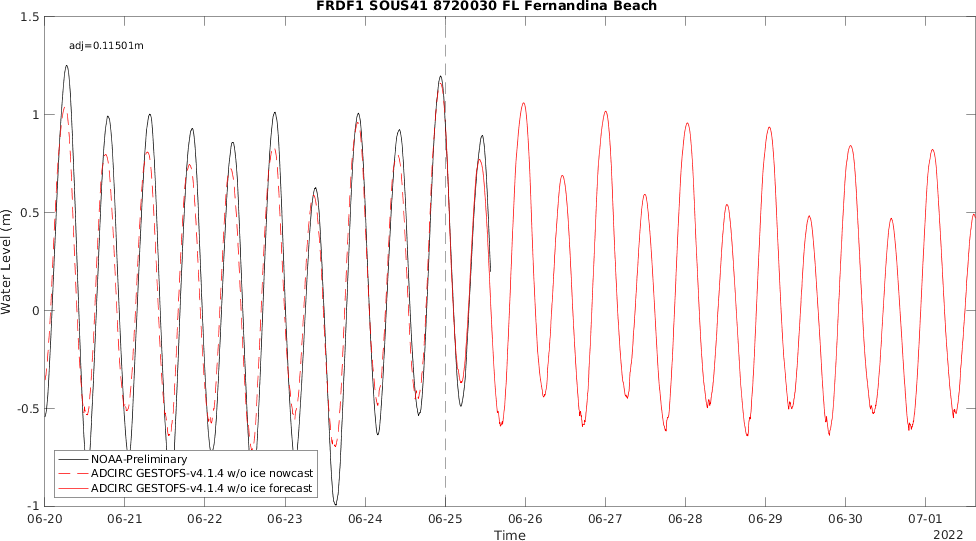 FRDF1 SOUS41 8720030 FL Fernandina Beach
1.5
adj=0.11501m
1
0.5
0
-0.5
-1
Water Level (m)
NOAA-Preliminary
ADCIRC GESTOFS-v4.1.4 w/o ice nowcast
ADCIRC GESTOFS-v4.1.4 w/o ice forecast
06-20 06-21 06-22 06-23 06-24 06-25 06-26 06-27 06-28 06-29 06-30 07-01
Time
2022